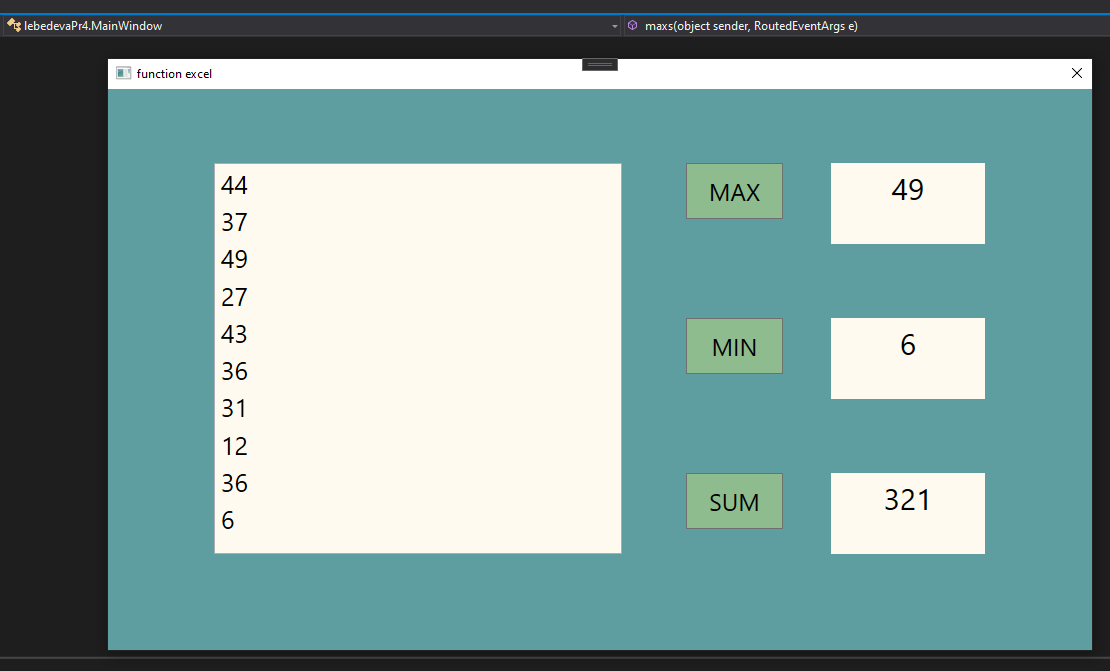 lebedevaPr4.MainWindow
maxs(object sender, RoutedEventArgs e)
function excel
44
37
49
27
43
36
31
12
36
6
MAX
49
MIN
6
SUM
321